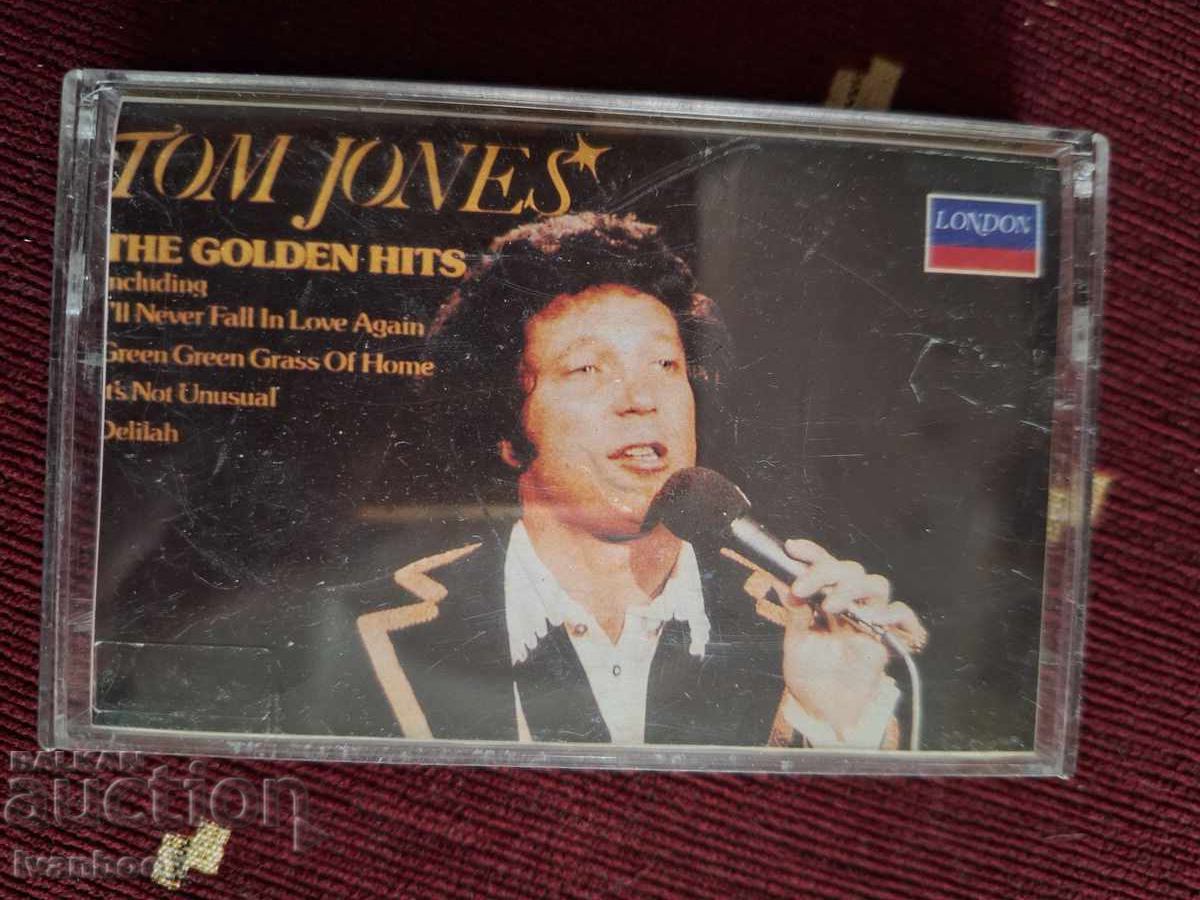 TOM JONES
THE GOLDEN HITS
including
I'll Never Fall In Love Again
Green Green Grass Of Home
It's Not Unusual
Delilah
LONDON
BALKAN
auction